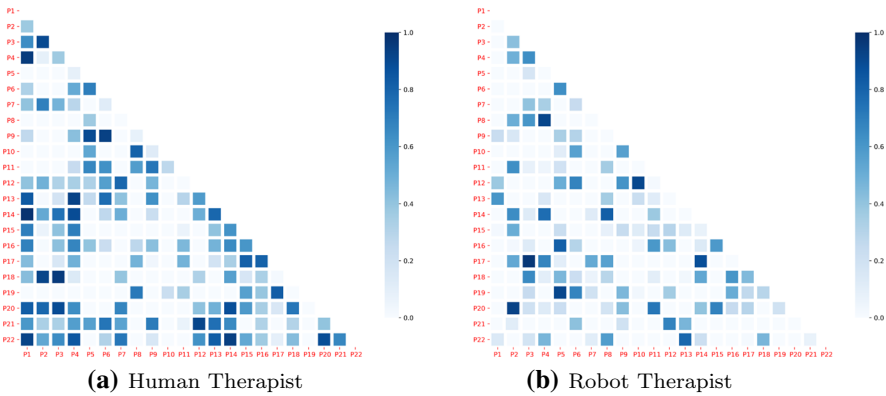 P1
P2
P3
P4
P5
P6
P7
P8
P9
P10
P11
P12
P13
P14
P15
P16
P17
P18
P19
P20
P21
P22
P1 P2 P3 P4 P5 P6 P7 P8 P9 P10 P11 P12 P13 P14 P15 P16 P17 P18 P19 P20 P21 P22
1.0
0.8
0.6
0.4
0.2
0.0
(a) Human Therapist
P1
P2
P3
P4
P5
P6
P7
P8
P9
P10
P11
P12
P13
P14
P15
P16
P17
P18
P19
P20
P21
P22
P1 P2 P3 P4 P5 P6 P7 P8 P9 P10 P11 P12 P13 P14 P15 P16 P17 P18 P19 P20 P21 P22
1.0
0.8
0.6
0.4
0.2
0.0
(b) Robot Therapist